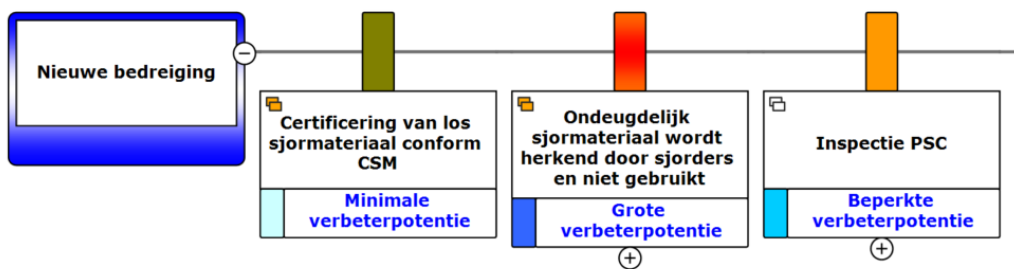 Nieuwe bedreiging
Certificering van los
sjormateriaal conform
CSM
Minimale
verbeterpotentie
Ondeugdelijk
sjormateriaal wordt
herkend door sjorders
en niet gebruikt
Grote
verbeterpotentie
Inspectie PSC
Beperkte
verbeterpotentie